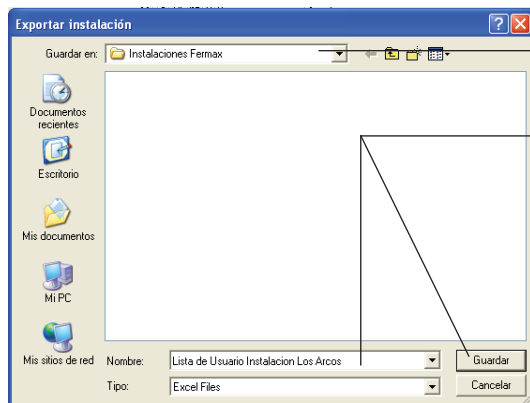 Exportar instalación
Guardar en: Instalaciones Fermax
Documentos
recientes
Escritorio
Mis documentos
Mi PC
Mis sitios de red
Nombre: Lista de Usuario Instalacion Los Arcos Guardar
Tipo: Excel Files Cancelar